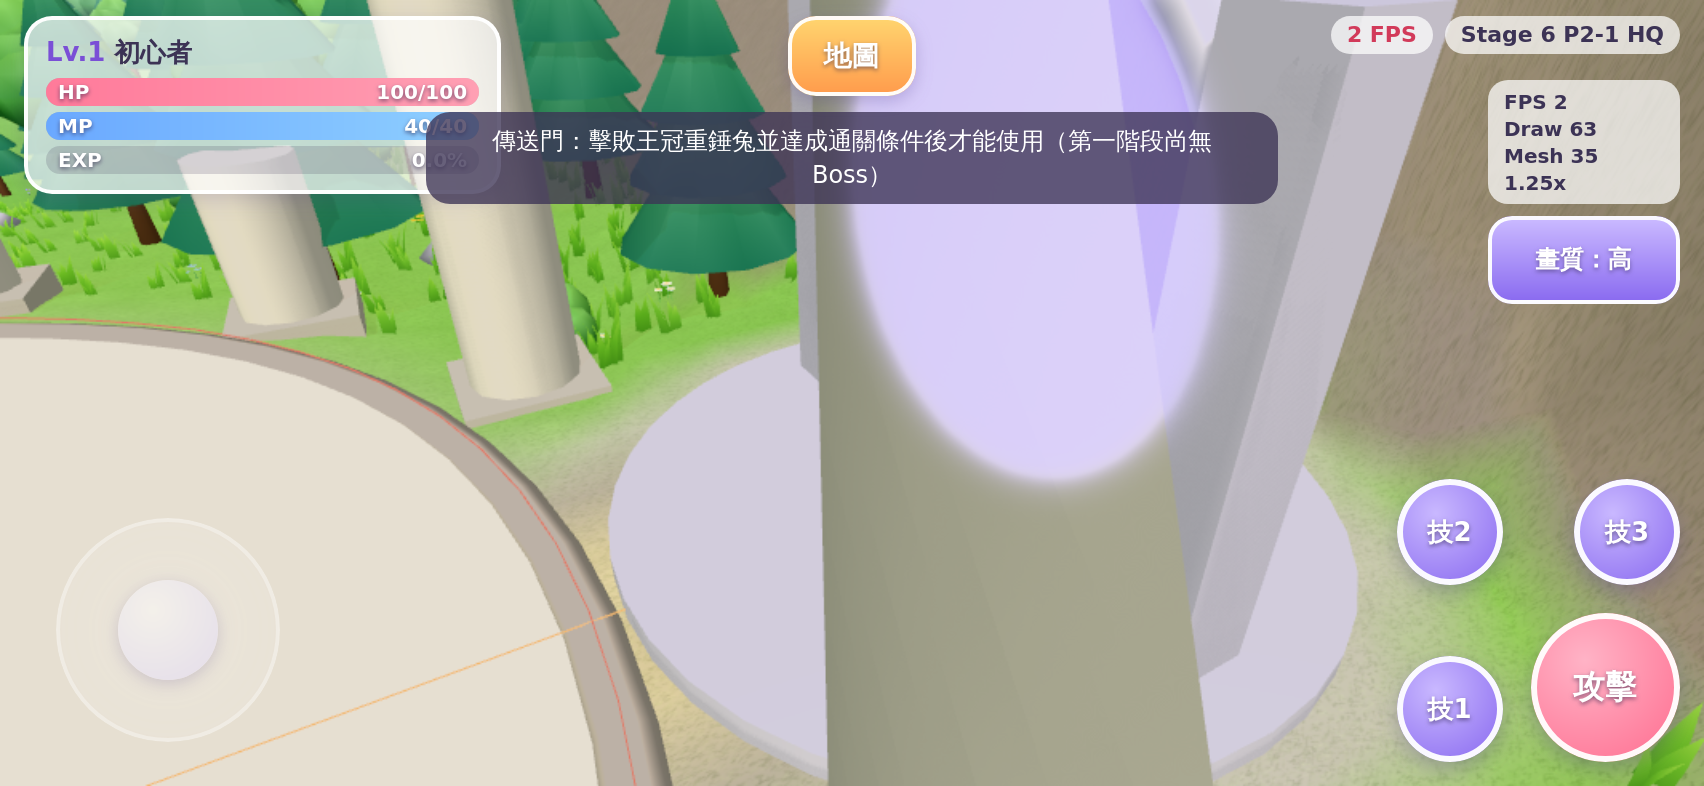 Lv.1 初心者
HP 100/100
MP 40/40
EXP 0.0%
地圖
傳送門：擊敗王冠重錘兔並達成通關條件後才能使用（第一階段尚無
Boss）
2 FPS
Stage 6 P2-1 HQ
FPS 2
Draw 63
Mesh 35
1.25x
畫質：高
技2
技3
技1
攻擊